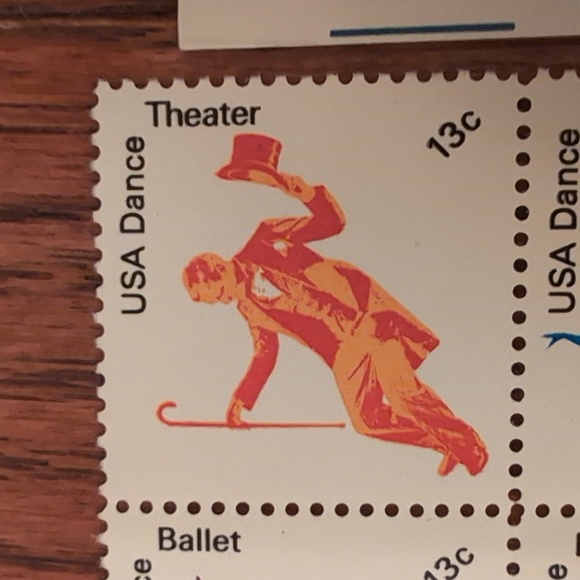 Theater
13c
USA Dance
USA Dance
Ballet
13c